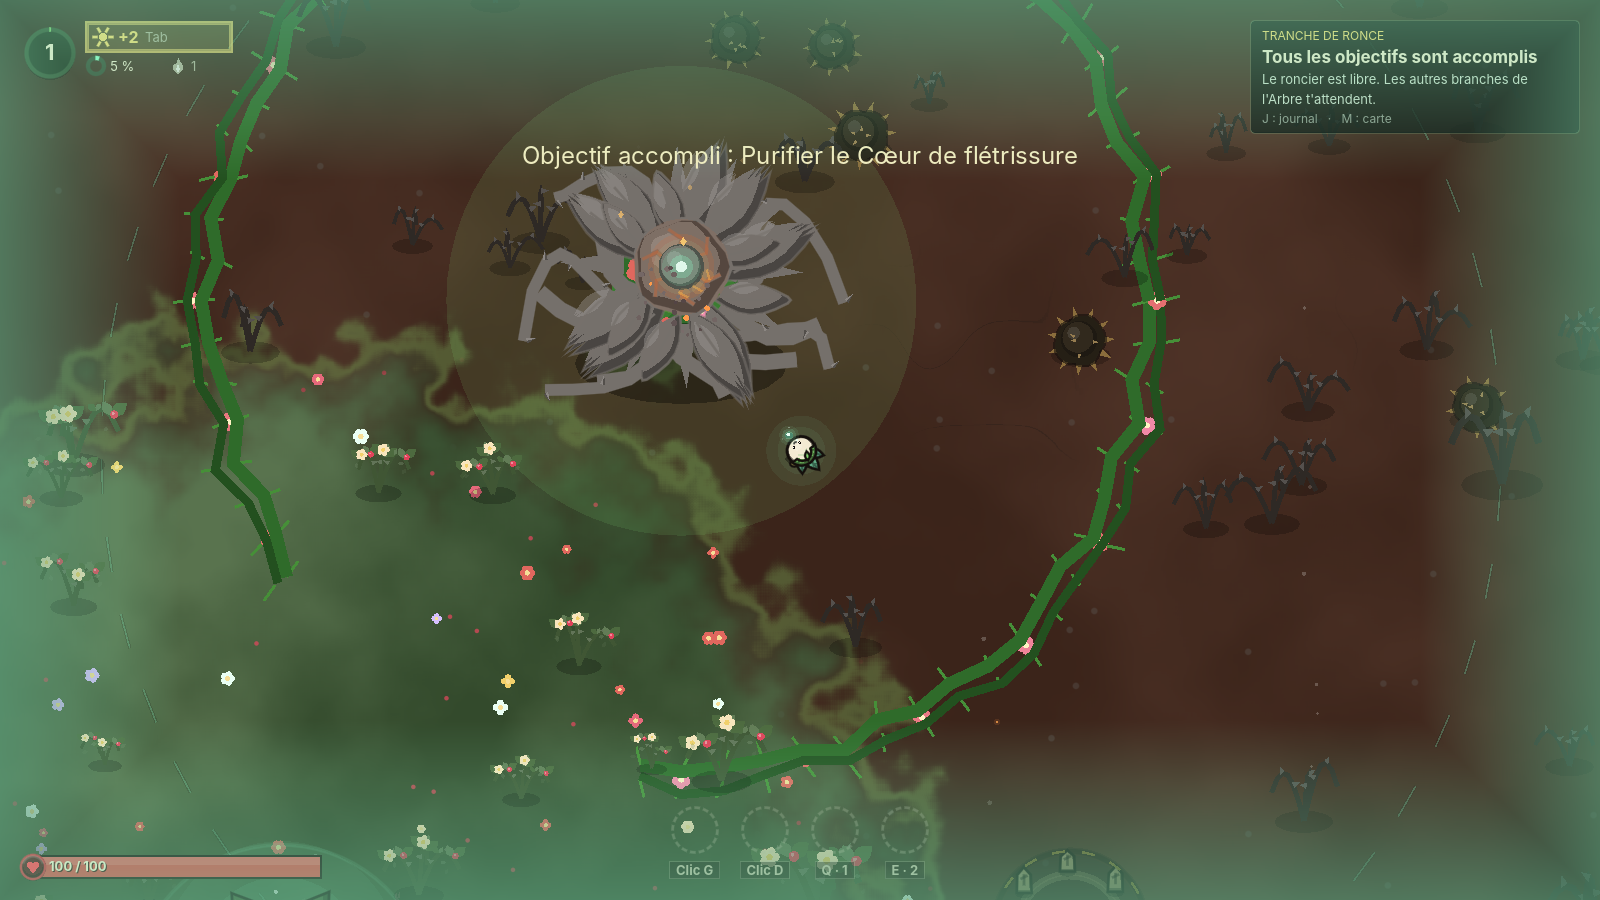 1
+2 Tab
5 %
1
TRANCHE DE RONCE
Tous les objectifs sont accomplis
Le roncier est libre. Les autres branches de
l'Arbre t'attendent.
J : journal · M : carte
Objectif accompli : Purifier le Cœur de flétrissure
100 / 100
Clic G
Clic D
Q · 1
E · 2